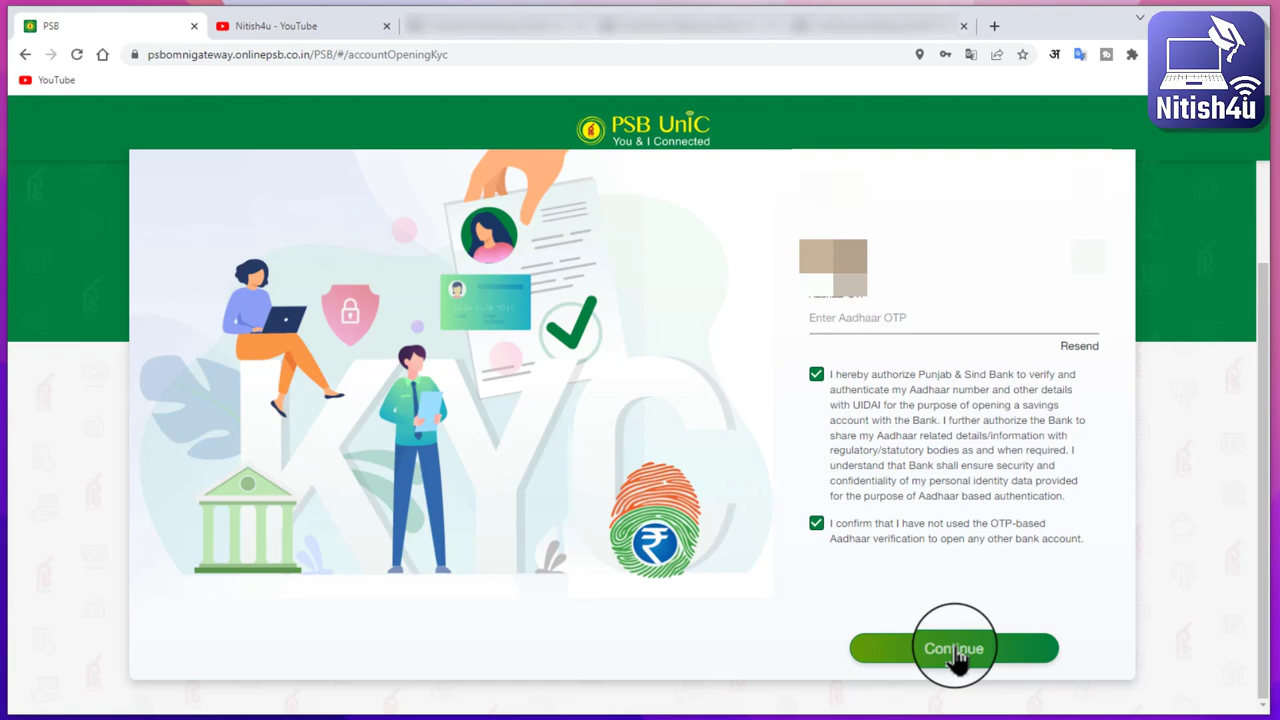 PSB
Nitish4u - YouTube
psbomnigateway.onlinepsb.co.in/PSB/#/accountOpeningKyc
अ
YouTube
Nitish4u
PSB UnIC
You & I Connected
KYC
Enter Aadhaar OTP
Resend
I hereby authorize Punjab & Sind Bank to verify and
authenticate my Aadhaar number and other details
with UIDAI for the purpose of opening a savings
account with the Bank. I further authorize the Bank to
share my Aadhaar related details/information with
regulatory/statutory bodies as and when required. I
understand that Bank shall ensure security and
confidentiality of my personal identity data provided
for the purpose of Aadhaar based authentication.
I confirm that I have not used the OTP-based
Aadhaar verification to open any other bank account.
₹
Continue